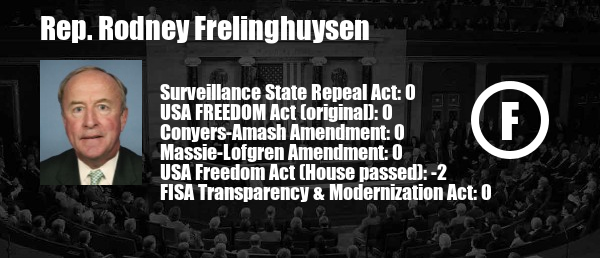 Rep. Rodney Frelinghuysen
Surveillance State Repeal Act: 0
USA FREEDOM Act (original): 0
Conyers-Amash Amendment: 0
Massie-Lofgren Amendment: 0
USA Freedom Act (House passed): -2
FISA Transparency & Modernization Act: 0
F